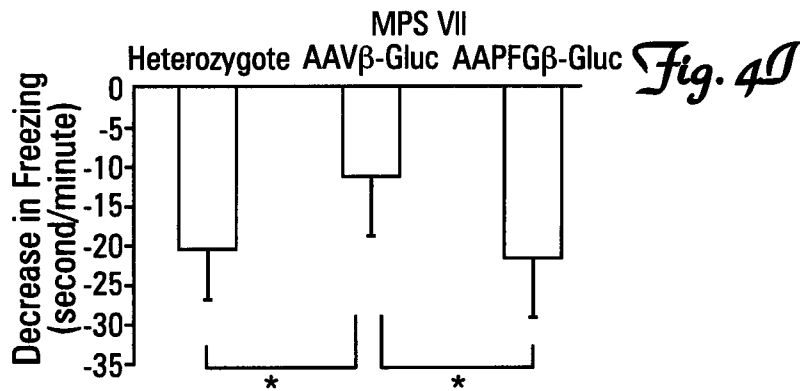 MPS VII
Heterozygote AAVβ-Gluc AAPFGβ-Gluc
Fig. 4I
Decrease in Freezing
(second/minute)
0
-5
-10
-15
-20
-25
-30
-35
*
*